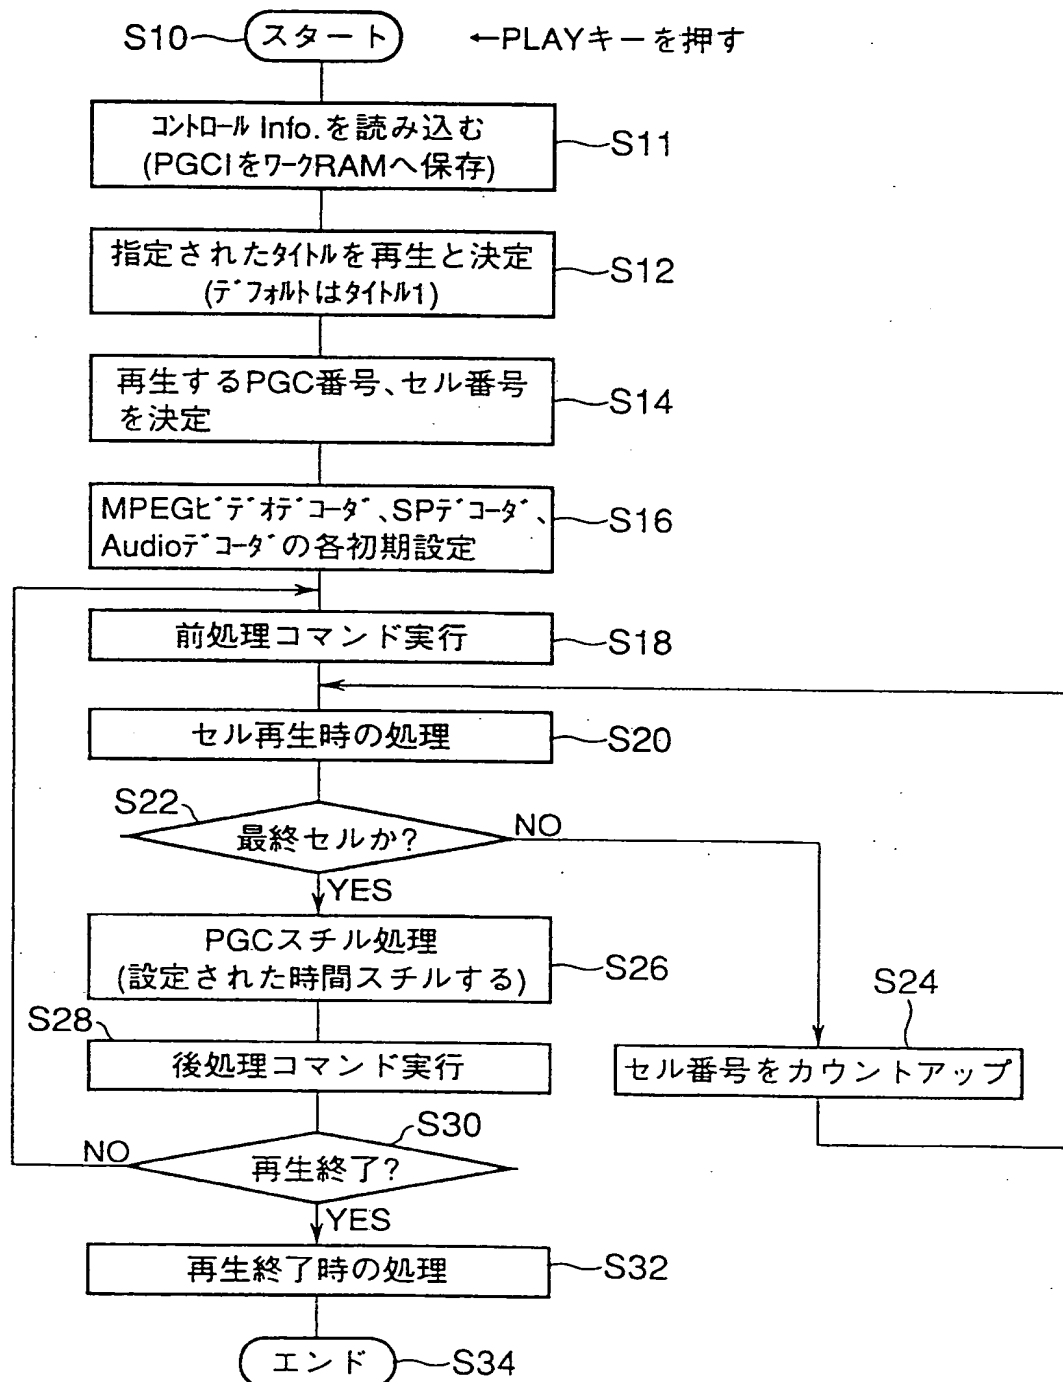 S10 スタート ←PLAYキーを押す
コントロール Info.を読み込む
(PGCIをワークRAMへ保存)
S11
指定されたタイトルを再生と決定
(デフォルトはタイトル1)
S12
再生するPGC番号、セル番号
を決定
S14
MPEGビデオデコーダ、SPデコーダ、
Audioデコーダの各初期設定
S16
前処理コマンド実行
S18
セル再生時の処理
S20
S22
最終セルか?
NO
YES
PGCスチル処理
(設定された時間スチルする)
S26
S24
セル番号をカウントアップ
S28
後処理コマンド実行
S30
NO
再生終了?
YES
再生終了時の処理
S32
エンド
S34